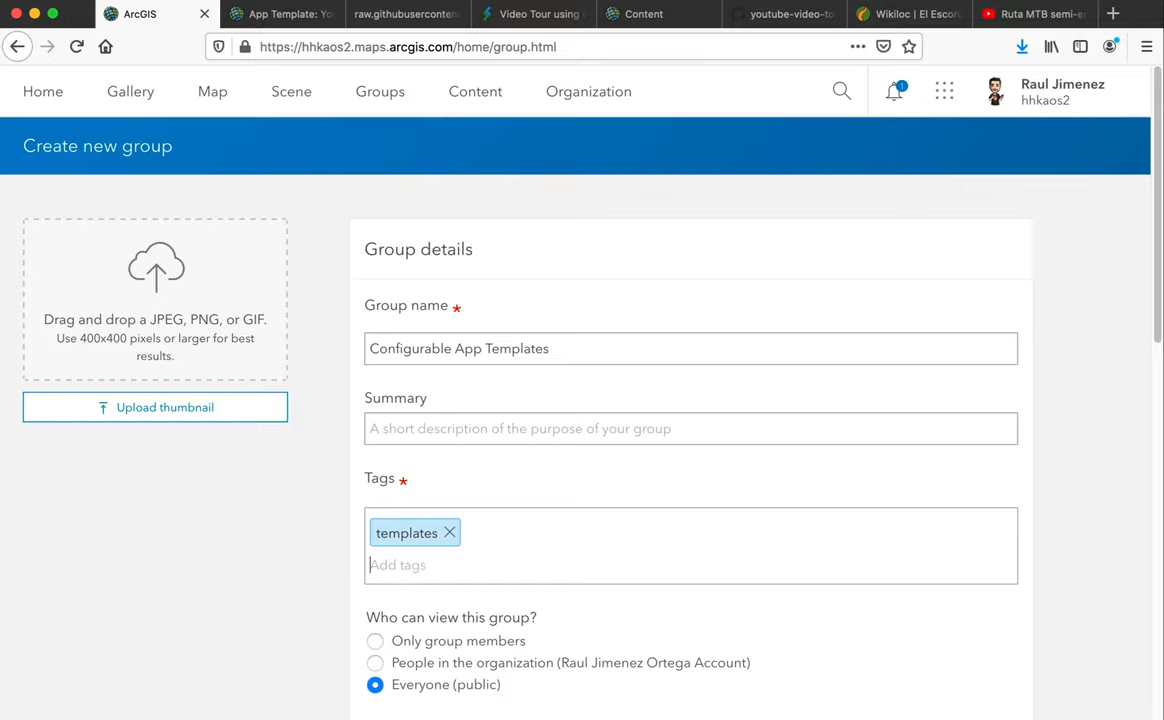 ArcGIS
App Template: Yo
raw.githubusercontent
Video Tour using
Content
youtube-video-to
Wikiloc | El Escori
Ruta MTB semi-e
https://hhkaos2.maps.arcgis.com/home/group.html
Home
Gallery
Map
Scene
Groups
Content
Organization
1
Raul Jimenez
hhkaos2
Create new group
Drag and drop a JPEG, PNG, or GIF.
Use 400x400 pixels or larger for best
results.
Upload thumbnail
Group details
Group name *
Configurable App Templates
Summary
A short description of the purpose of your group
Tags *
templates
Add tags
Who can view this group?
Only group members
People in the organization (Raul Jimenez Ortega Account)
Everyone (public)